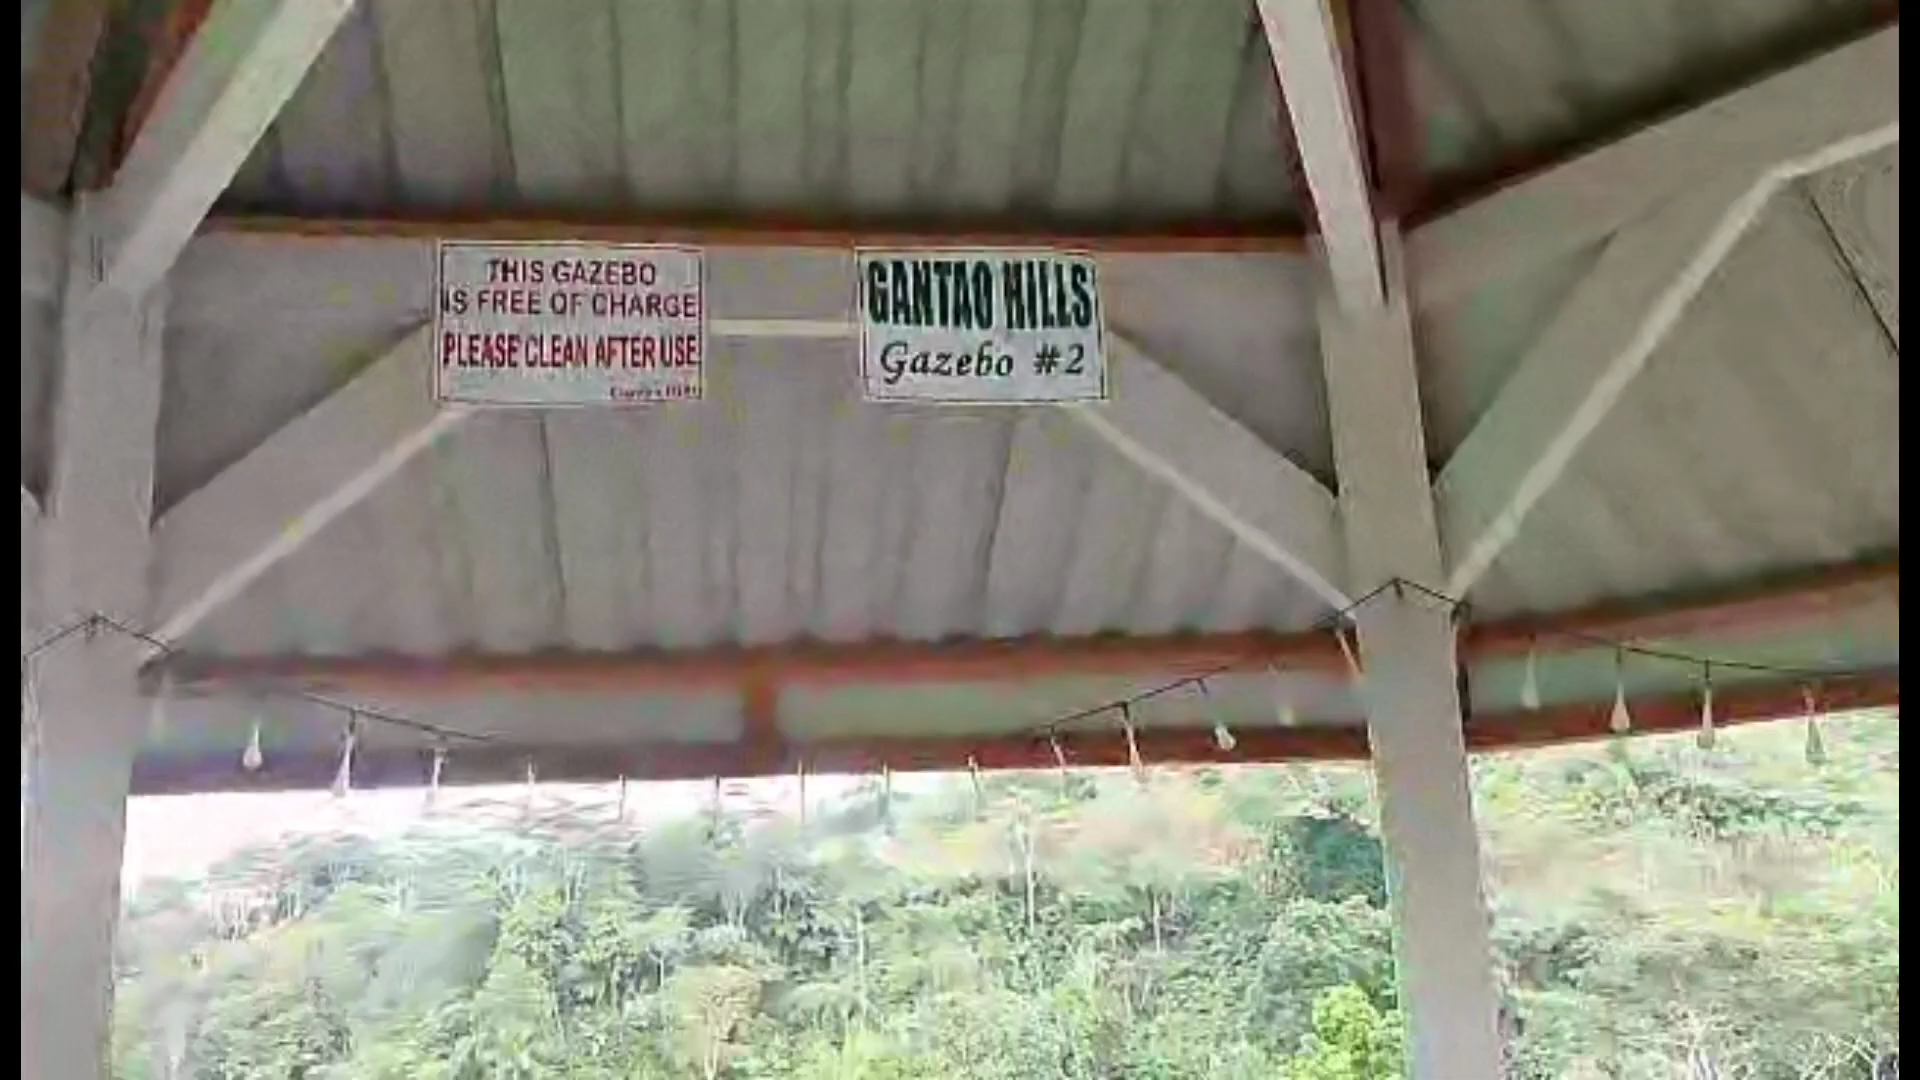 THIS GAZEBO
IS FREE OF CHARGE
PLEASE CLEAN AFTER USE
GANTAO HILLS
Gazebo #2